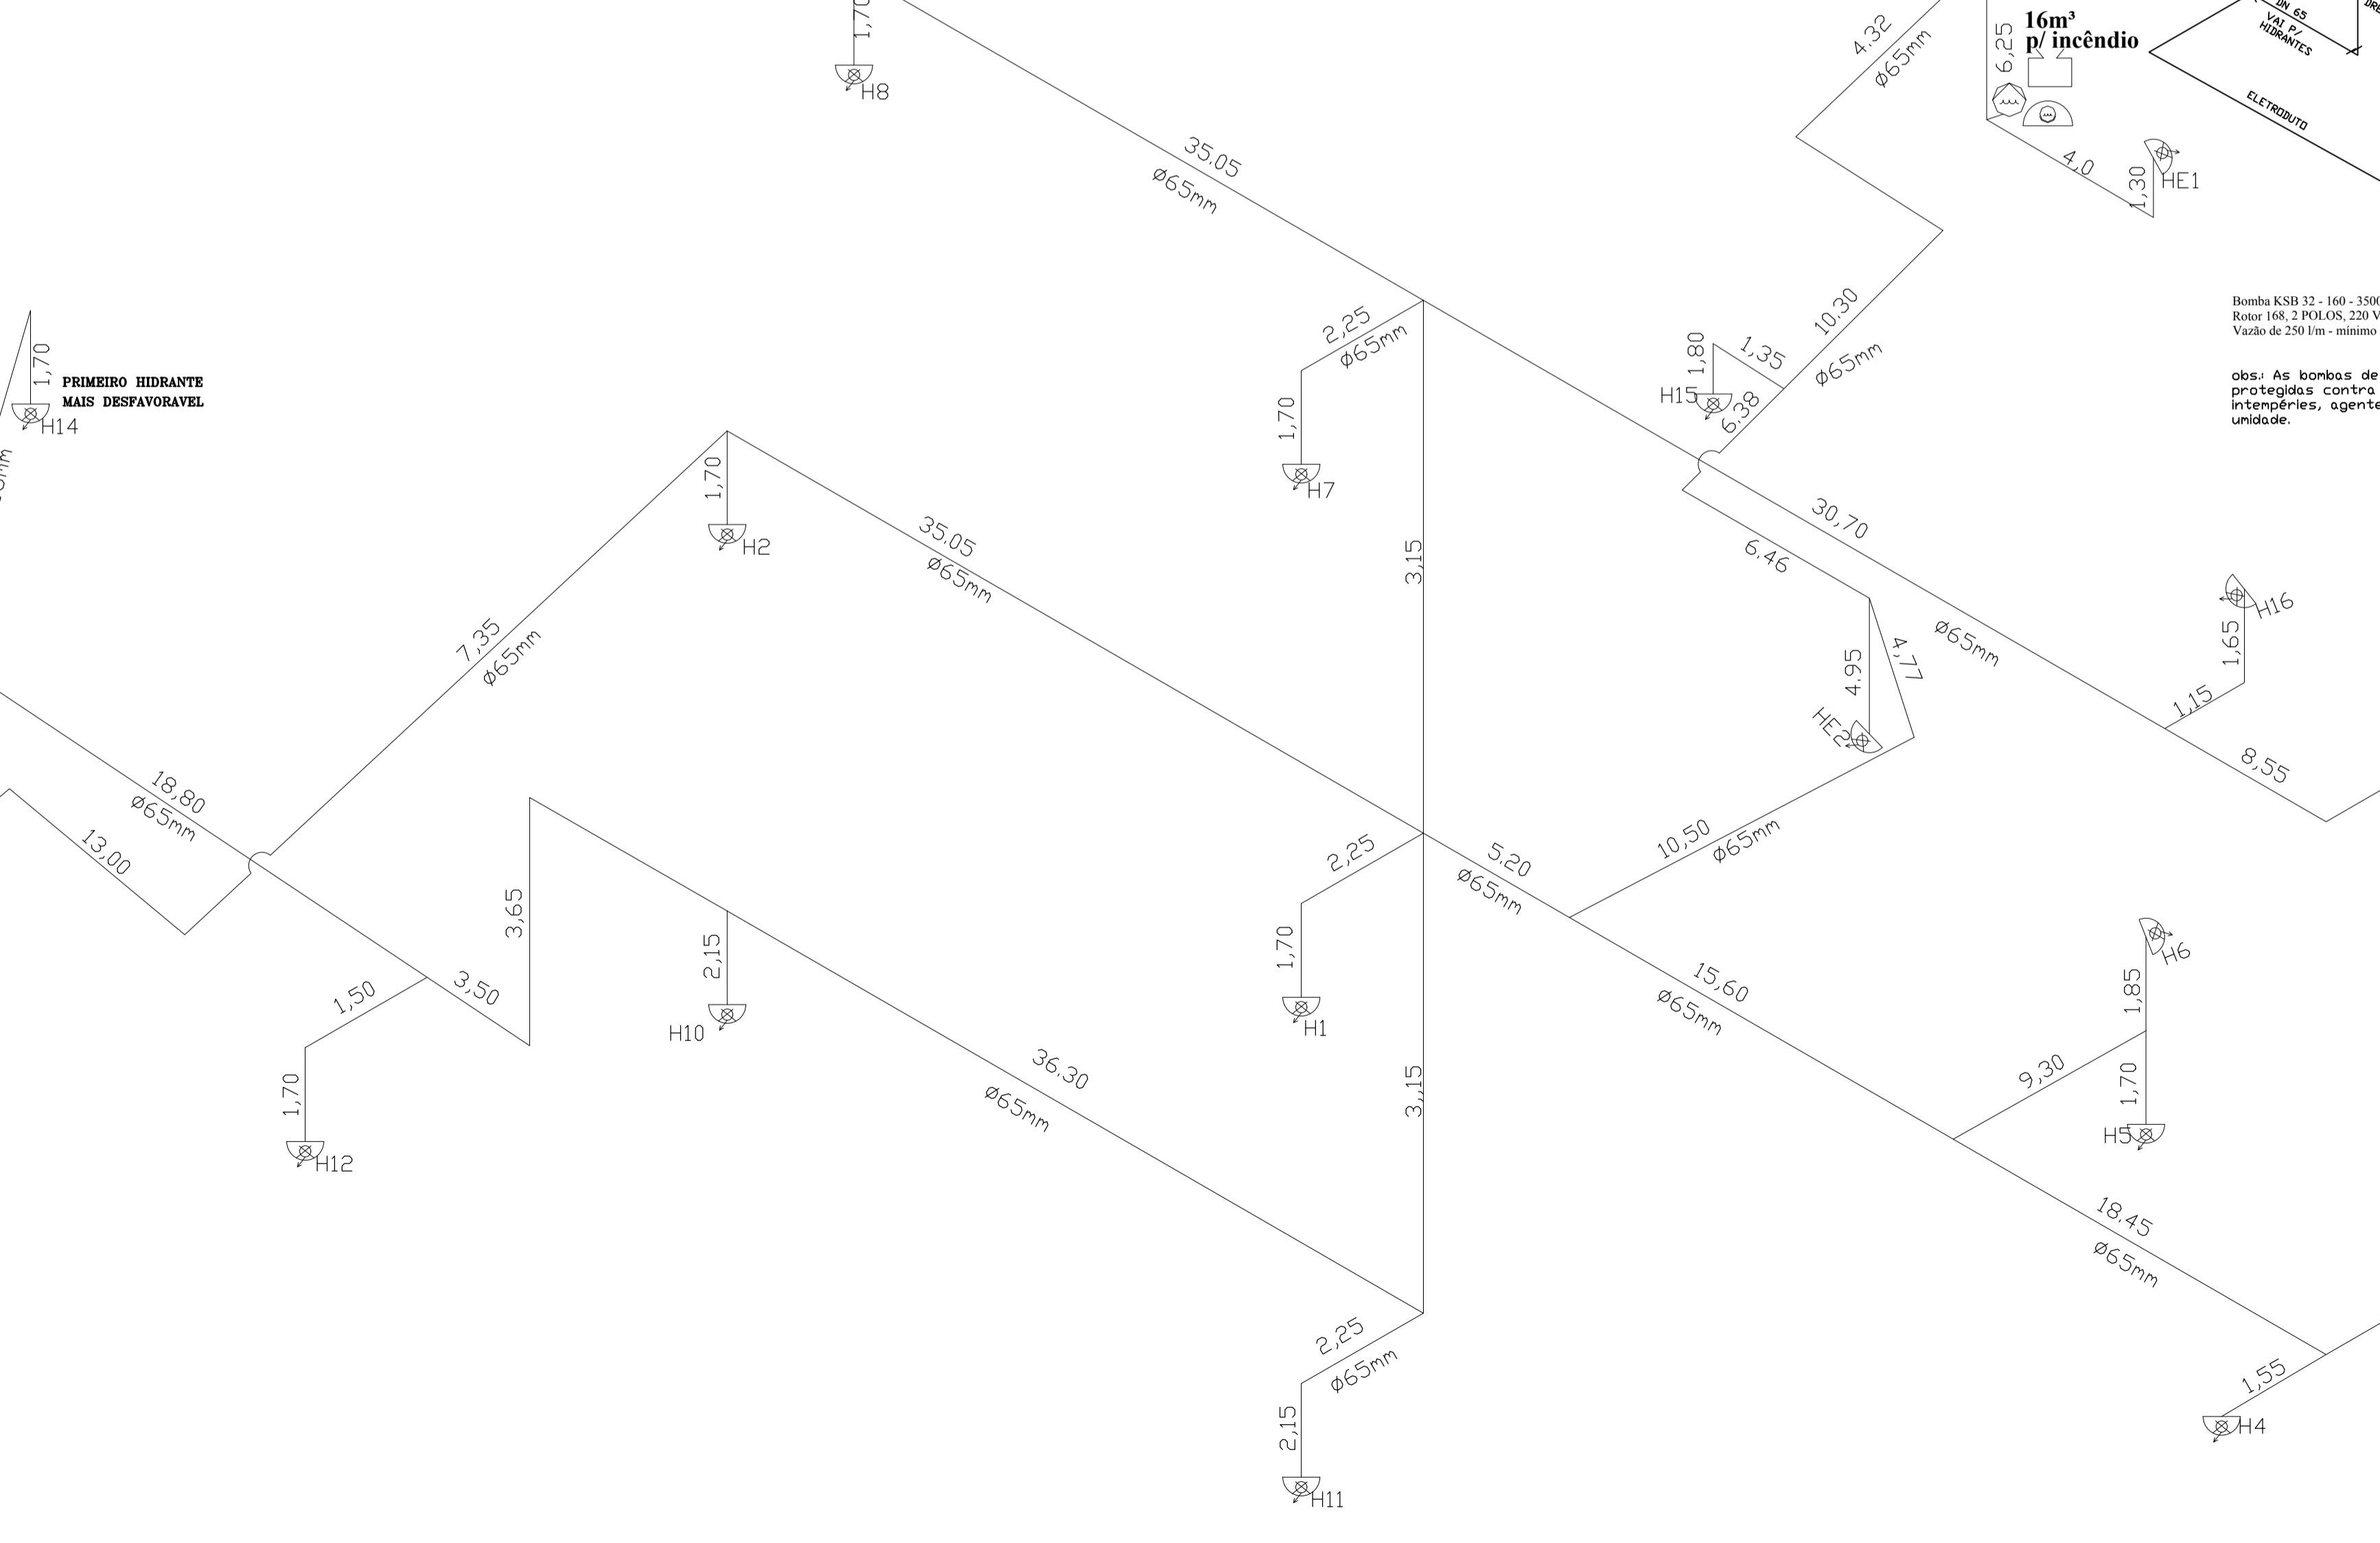 1,70
H8
4.32
Ø65mm
6,25
16m³
p/ incêndio
DN 65
VAI P/
HIDRANTES
ELETRODUTO
35.05
Ø65mm
4,0
1,30
HE1
Bomba KSB 32 - 160 - 3500
Rotor 168, 2 POLOS, 220 V
Vazão de 250 l/m - mínimo
obs.: As bombas de
protegidas contra
intempéries, agente
umidade.
1,70
PRIMEIRO HIDRANTE
MAIS DESFAVORAVEL
H14
2,25
Ø65mm
1,70
H7
10.30
Ø65mm
1,80
1,35
H15
6.38
1,70
H2
35.05
Ø65mm
3,15
30,70
Ø65mm
6.46
4.95
4,77
HE2
H16
1,65
1,15
8,55
7,35
Ø65mm
18,80
Ø65mm
13,00
2,25
5.20
Ø65mm
10,50
Ø65mm
3,65
2,15
H10
1,70
H1
15,60
Ø65mm
H6
1,85
9,30
1,70
H5
1,50
3,50
1,70
H12
36.30
Ø65mm
3,15
18.45
Ø65mm
2,25
Ø65mm
2,15
H11
1,55
H4